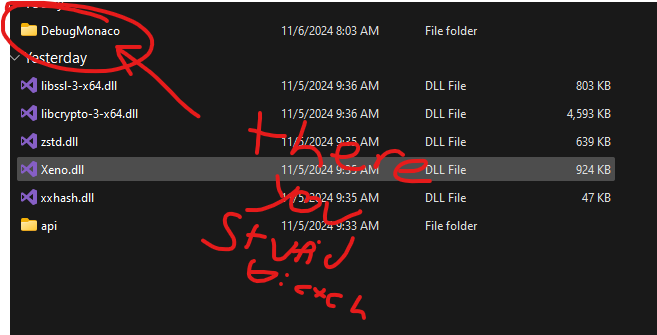 DebugMonaco 11/6/2024 8:03 AM File folder
Yesterday
libssl-3-x64.dll 11/5/2024 9:36 AM DLL File 803 KB
libcrypto-3-x64.dll 11/5/2024 9:36 AM DLL File 4,593 KB
zstd.dll 11/5/2024 9:35 AM DLL File 639 KB
Xeno.dll 11/5/2024 9:35 AM DLL File 924 KB
xxhash.dll 11/5/2024 9:35 AM DLL File 47 KB
api 11/5/2024 9:33 AM File folder
there
you